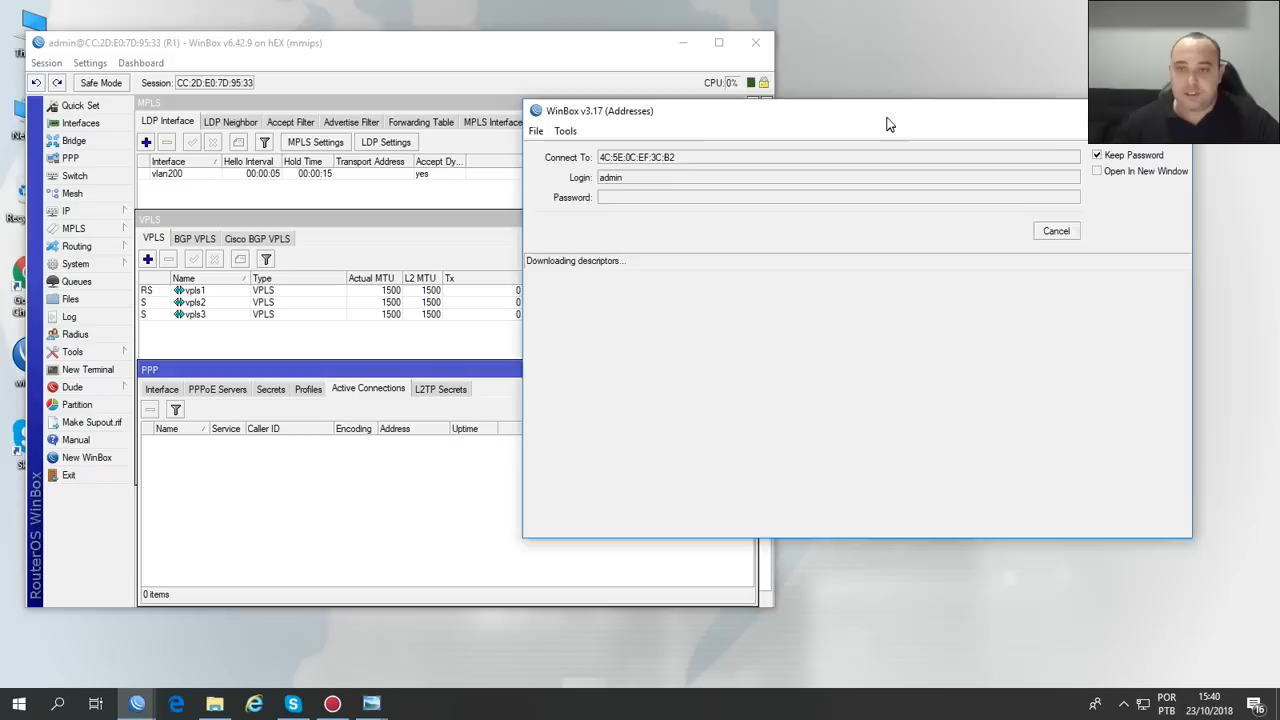 admin@CC:2D:E0:7D:95:33 (R1) - WinBox v6.42.9 on hEX (mmips)
Session Settings Dashboard
Safe Mode Session: CC:2D:E0:7D:95:33 CPU: 0%
Quick Set
Interfaces
Bridge
PPP
Switch
Mesh
IP
MPLS
Routing
System
Queues
Files
Log
Radius
Tools
New Terminal
Dude
Partition
Make Supout.rif
Manual
New WinBox
Exit
RouterOS WinBox
MPLS
LDP Interface LDP Neighbor Accept Filter Advertise Filter Forwarding Table MPLS Interface
MPLS Settings LDP Settings
Interface Hello Interval Hold Time Transport Address Accept Dy...
vlan200 00:00:05 00:00:15 yes
VPLS
VPLS BGP VPLS Cisco BGP VPLS
Name Type Actual MTU L2 MTU Tx
RS vpls1 VPLS 1500 1500 0
S vpls2 VPLS 1500 1500 0
S vpls3 VPLS 1500 1500 0
PPP
Interface PPPoE Servers Secrets Profiles Active Connections L2TP Secrets
Name Service Caller ID Encoding Address Uptime
0 items
WinBox v3.17 (Addresses)
File Tools
Connect To: 4C:5E:0C:EF:3C:B2
Keep Password
Login: admin
Open In New Window
Password:
Cancel
Downloading descriptors...
POR
PTB
15:40
23/10/2018
16